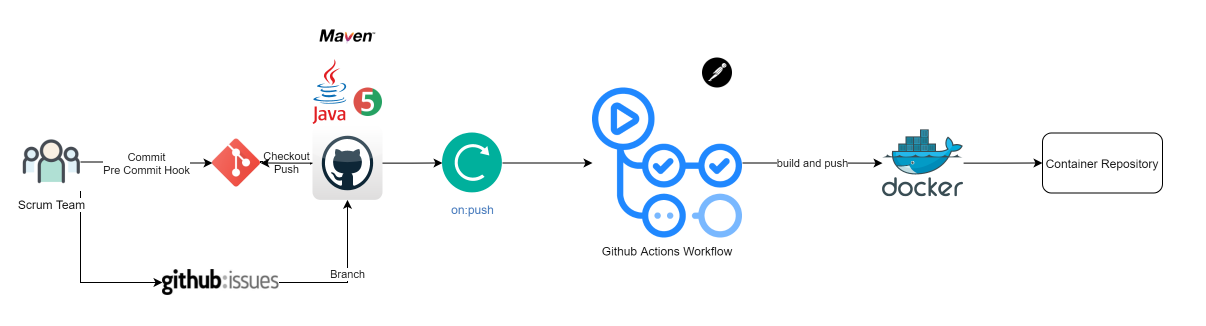 Maven
Java
5
Commit
Pre Commit Hook
Checkout
Push
build and push
docker
Container Repository
Scrum Team
on:push
Github Actions Workflow
Branch
github:issues